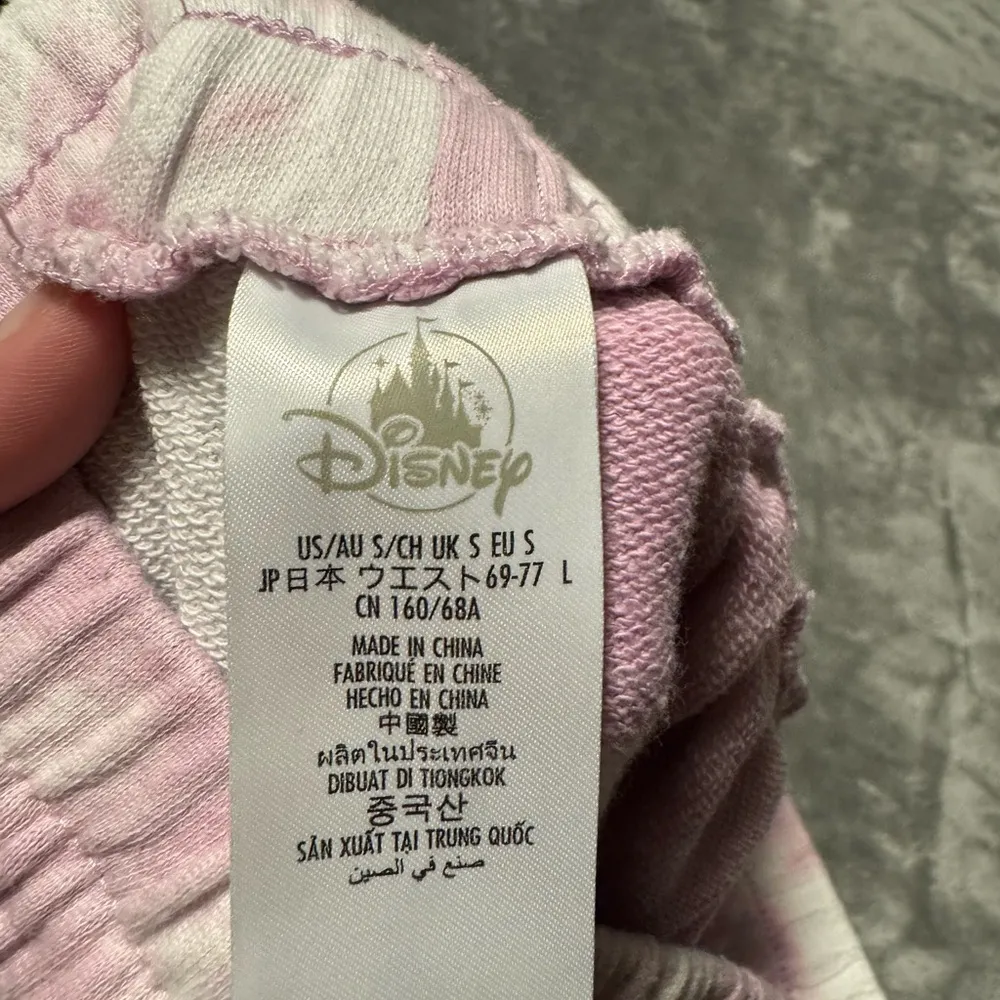 Disney
US/AU S/CH UK S EU S
JP日本 ウエスト69-77 L
CN 160/68A
MADE IN CHINA
FABRIQUÉ EN CHINE
HECHO EN CHINA
中國製
ผลิตในประเทศจีน
DIBUAT DI TIONGKOK
중국산
SẢN XUẤT TẠI TRUNG QUỐC
صنع في الصين